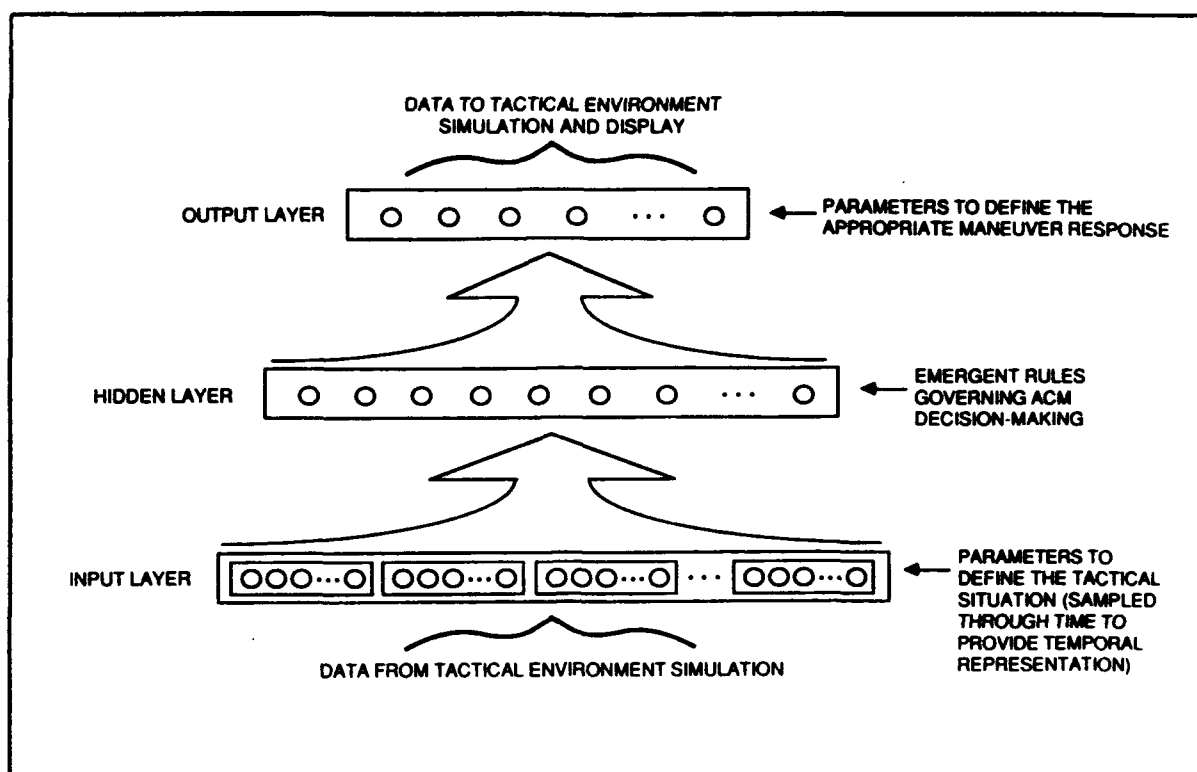 DATA TO TACTICAL ENVIRONMENT
SIMULATION AND DISPLAY
OUTPUT LAYER
...
PARAMETERS TO DEFINE THE
APPROPRIATE MANEUVER RESPONSE
HIDDEN LAYER
...
EMERGENT RULES
GOVERNING ACM
DECISION-MAKING
INPUT LAYER
... ... ... ... ...
PARAMETERS TO
DEFINE THE TACTICAL
SITUATION (SAMPLED
THROUGH TIME TO
PROVIDE TEMPORAL
REPRESENTATION)
DATA FROM TACTICAL ENVIRONMENT SIMULATION